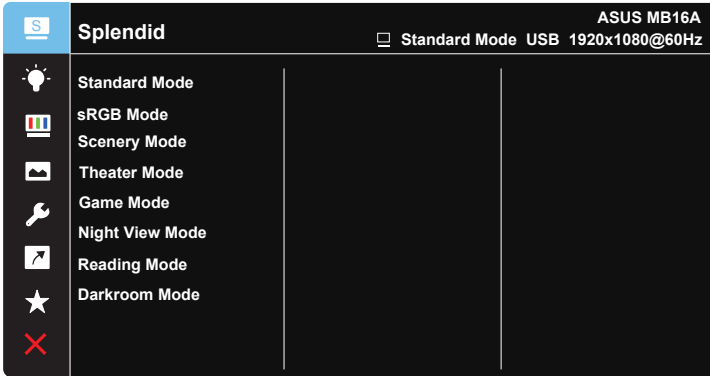 S
Splendid
ASUS MB16A
Standard Mode USB 1920x1080@60Hz
Standard Mode
sRGB Mode
Scenery Mode
Theater Mode
Game Mode
Night View Mode
Reading Mode
Darkroom Mode